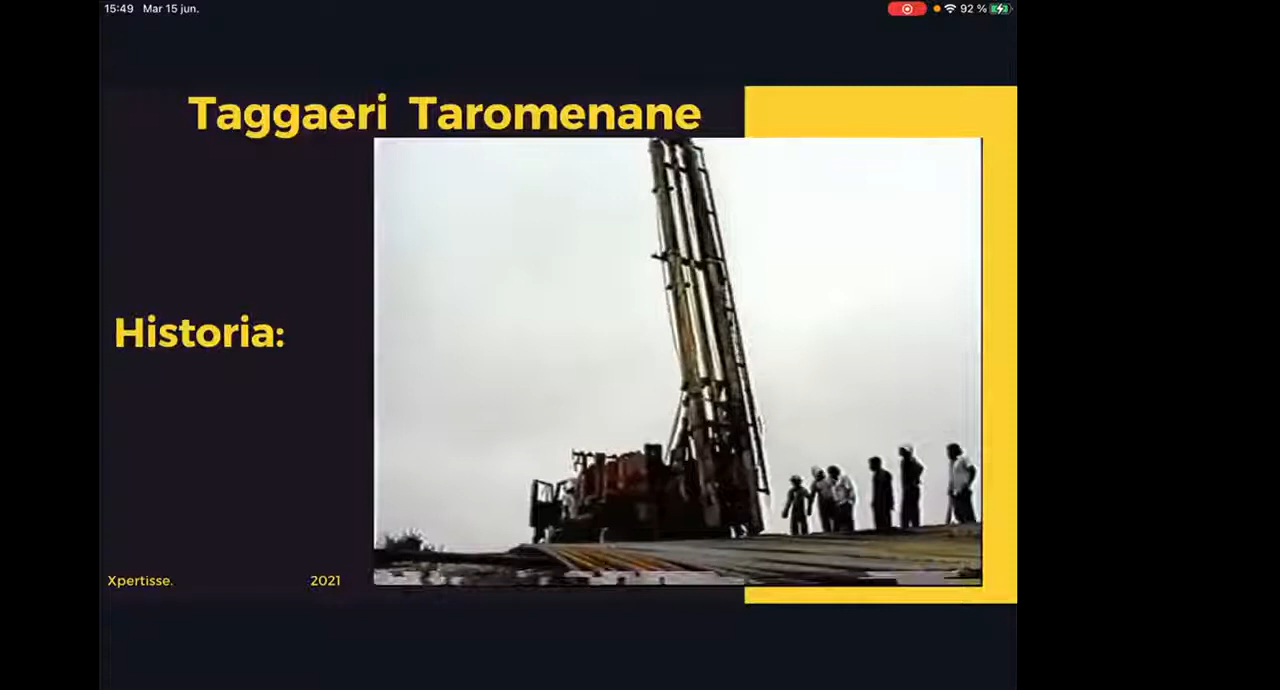 15:49 Mar 15 jun.
92 %
Taggaeri Taromenane
Historia:
Xpertisse.
2021